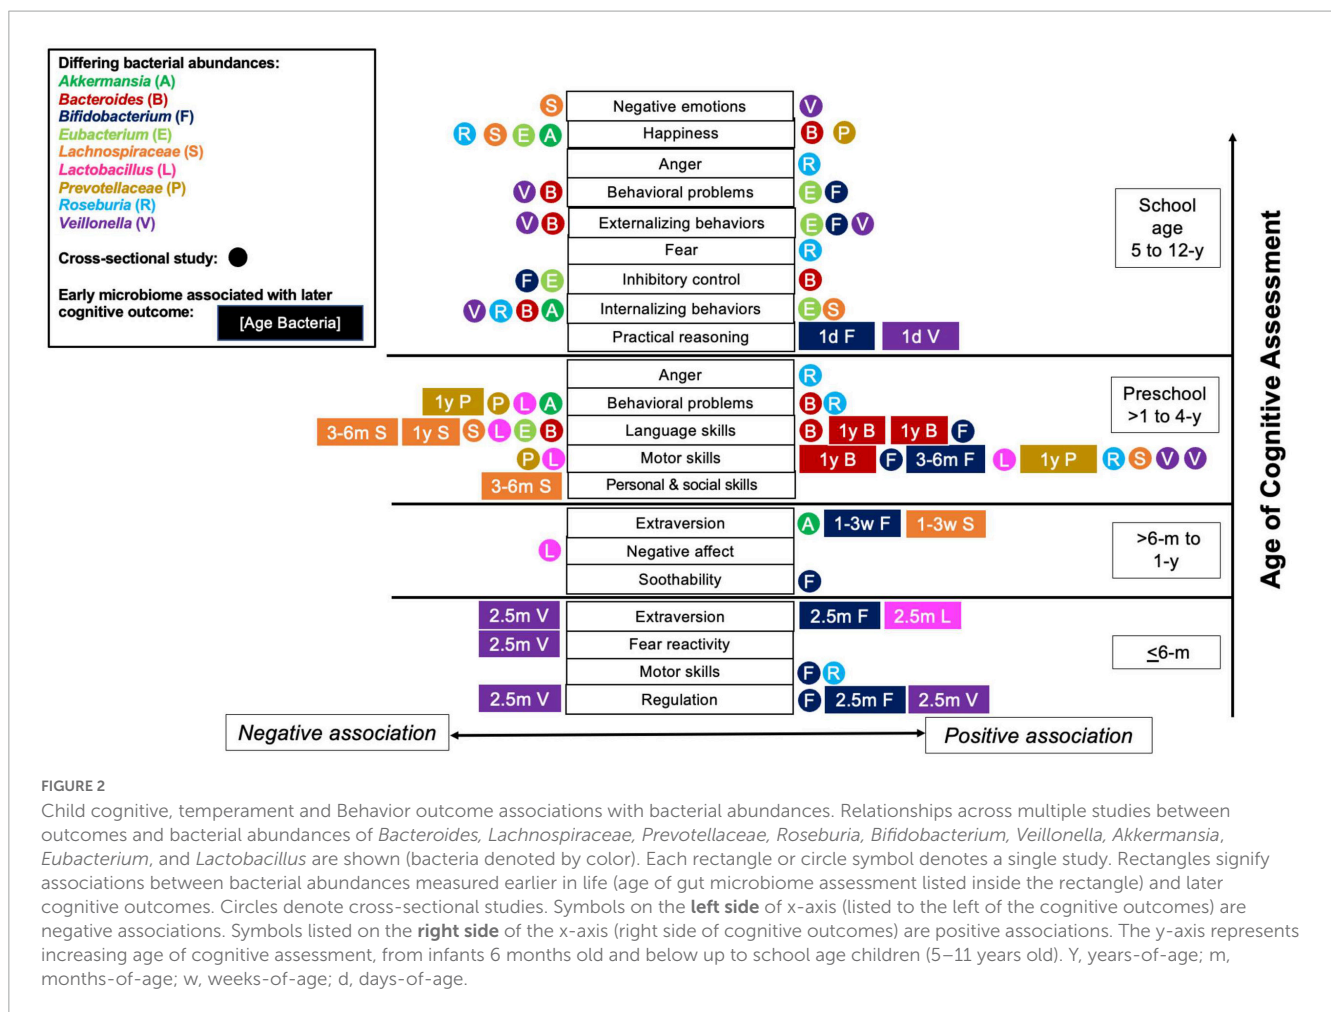 Differing bacterial abundances:
Akkermansia (A)
Bacteroides (B)
Bifidobacterium (F)
Eubacterium (E)
Lachnospiraceae (S)
Lactobacillus (L)
Prevotellaceae (P)
Roseburia (R)
Veillonella (V)
Cross-sectional study:
Early microbiome associated with later
cognitive outcome:
[Age Bacteria]
S Negative emotions V
R S E A Happiness B P
Anger R
V B Behavioral problems E F
V B Externalizing behaviors E F V
Fear R
F E Inhibitory control B
V R B A Internalizing behaviors E S
Practical reasoning 1d F 1d V
School
age
5 to 12-y
Anger R
1y P P L A Behavioral problems B R
3-6m S 1y S S L E B Language skills B 1y B 1y B F
P L Motor skills 1y B F 3-6m F L 1y P R S V V
3-6m S Personal & social skills
Preschool
>1 to 4-y
Extraversion A 1-3w F 1-3w S
L Negative affect
Soothability F
>6-m to
1-y
2.5m V Extraversion 2.5m F 2.5m L
2.5m V Fear reactivity
Motor skills F R
2.5m V Regulation F 2.5m F 2.5m V
≤6-m
Age of Cognitive Assessment
Negative association
Positive association
FIGURE 2
Child cognitive, temperament and Behavior outcome associations with bacterial abundances. Relationships across multiple studies between
outcomes and bacterial abundances of Bacteroides, Lachnospiraceae, Prevotellaceae, Roseburia, Bifidobacterium, Veillonella, Akkermansia,
Eubacterium, and Lactobacillus are shown (bacteria denoted by color). Each rectangle or circle symbol denotes a single study. Rectangles signify
associations between bacterial abundances measured earlier in life (age of gut microbiome assessment listed inside the rectangle) and later
cognitive outcomes. Circles denote cross-sectional studies. Symbols on the left side of x-axis (listed to the left of the cognitive outcomes) are
negative associations. Symbols listed on the right side of the x-axis (right side of cognitive outcomes) are positive associations. The y-axis represents
increasing age of cognitive assessment, from infants 6 months old and below up to school age children (5–11 years old). Y, years-of-age; m,
months-of-age; w, weeks-of-age; d, days-of-age.